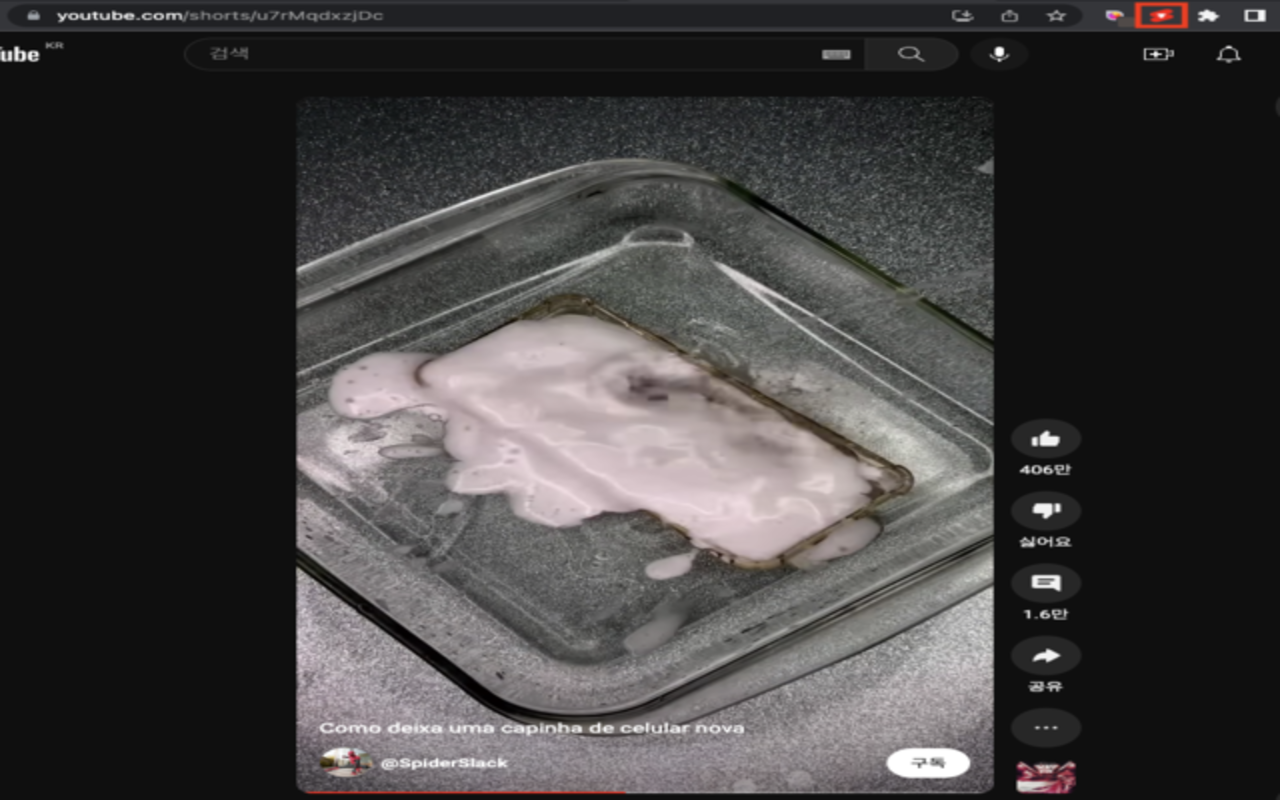 youtube.com/shorts/u7rMqdxzjDc
ube KR
검색
406만
싫어요
1.6만
공유
Como deixa uma capinha de celular nova
@SpiderSlack
구독